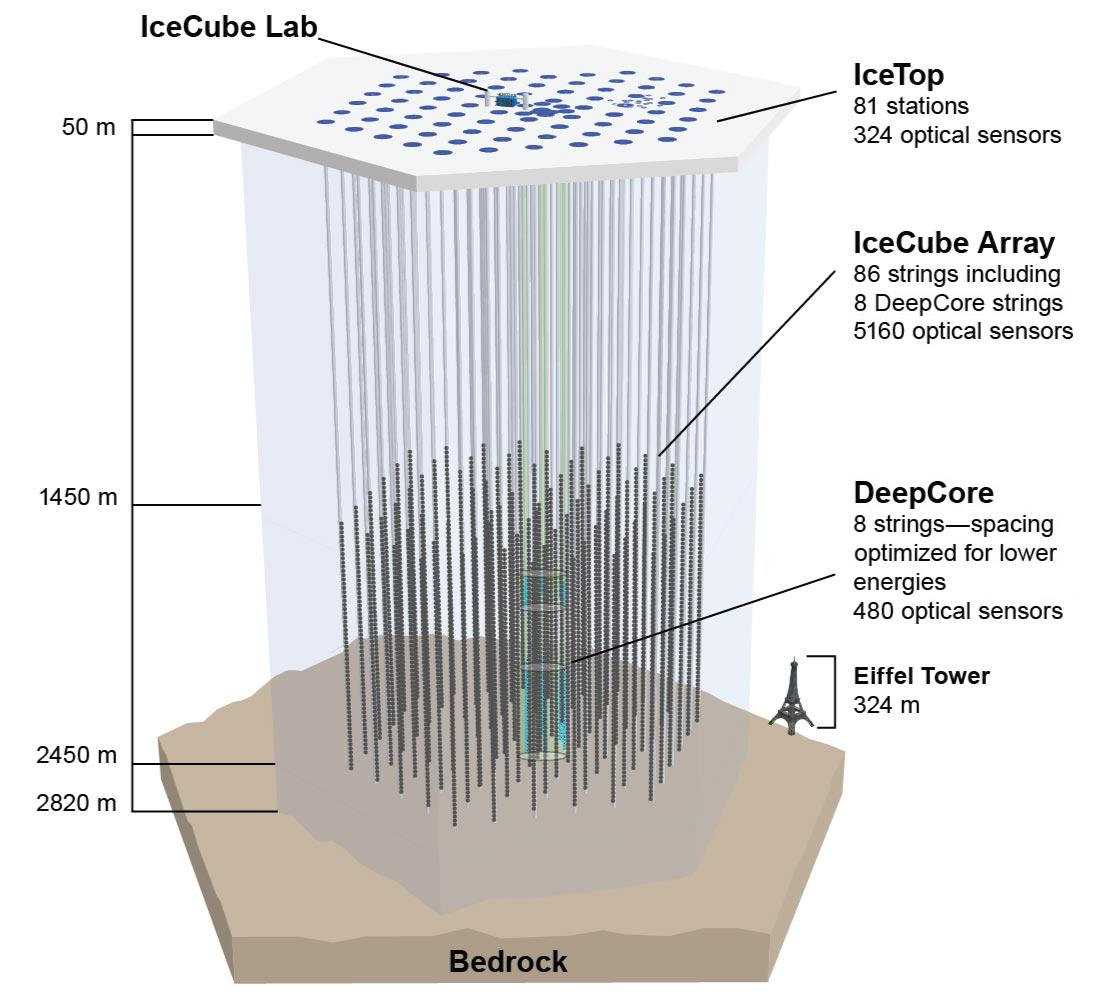 IceCube Lab
50 m
1450 m
2450 m
2820 m
IceTop
81 stations
324 optical sensors
IceCube Array
86 strings including
8 DeepCore strings
5160 optical sensors
DeepCore
8 strings—spacing
optimized for lower
energies
480 optical sensors
Eiffel Tower
324 m
Bedrock